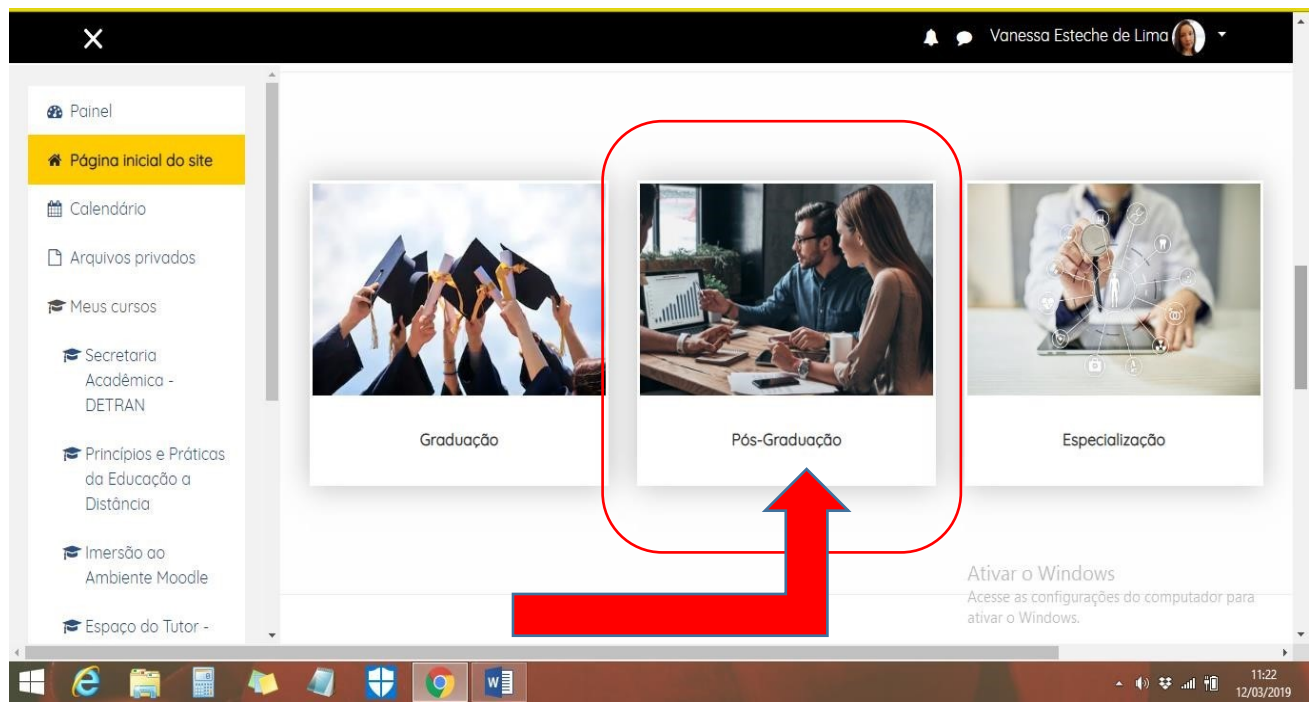 Vanessa Esteche de Lima
Painel
Página inicial do site
Calendário
Arquivos privados
Meus cursos
Secretaria
Acadêmica -
DETRAN
Princípios e Práticas
da Educação a
Distância
Imersão ao
Ambiente Moodle
Espaço do Tutor -
Graduação
Pós-Graduação
Especialização
Ativar o Windows
Acesse as configurações do computador para
ativar o Windows.
11:22
12/03/2019